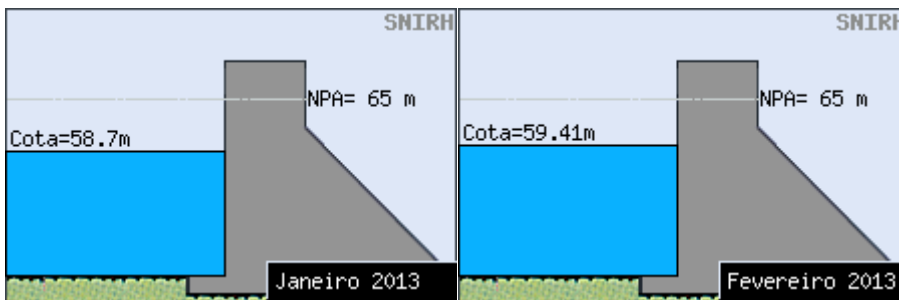 SNIRH
NPA= 65 m
Cota=58.7m
Janeiro 2013
SNIRH
NPA= 65 m
Cota=59.41m
Fevereiro 2013